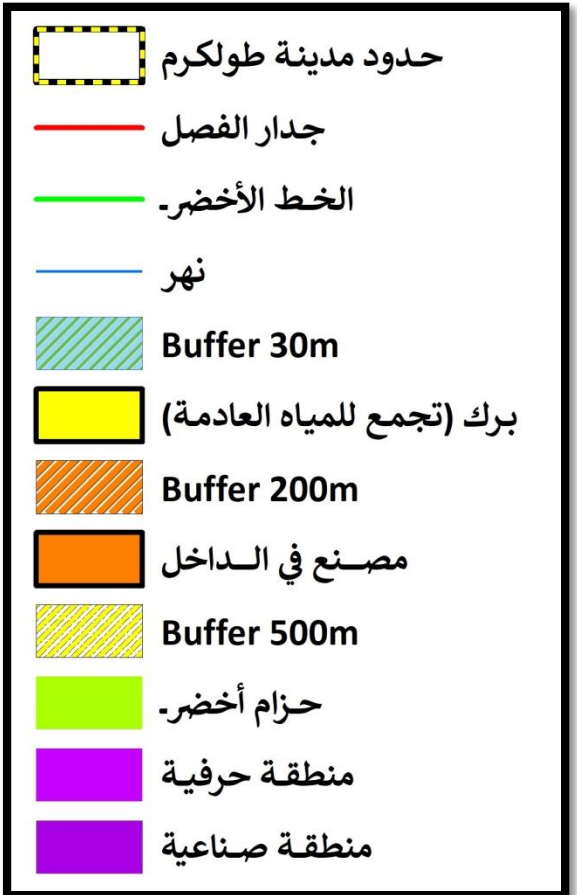 حدود مدينة طولكرم
جدار الفصل
الخط الأخضر
نهر
Buffer 30m
برك (تجمع للمياه العادمة)
Buffer 200m
مصنع في الداخل
Buffer 500m
حزام أخضر
منطقة حرفية
منطقة صناعية